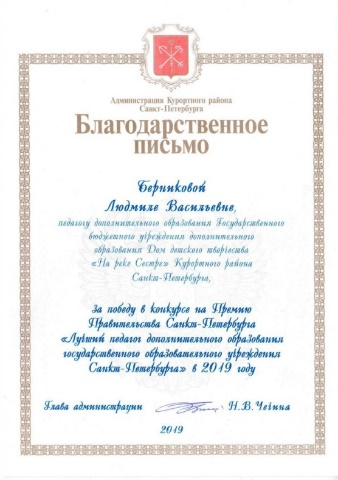 Администрация Курортного района
Санкт-Петербурга
Благодарственное
письмо
Берниковой
Людмиле Васильевне,
педагогу дополнительного образования Государственного
бюджетного учреждения дополнительного
образования Дом детского творчества
«На реке Сестре» Курортного района
Санкт-Петербурга,
за победу в конкурсе на Премию
Правительства Санкт-Петербурга
«Лучший педагог дополнительного образования
государственного образовательного учреждения
Санкт-Петербурга» в 2019 году
Глава администрации Н.В.Чечина
2019